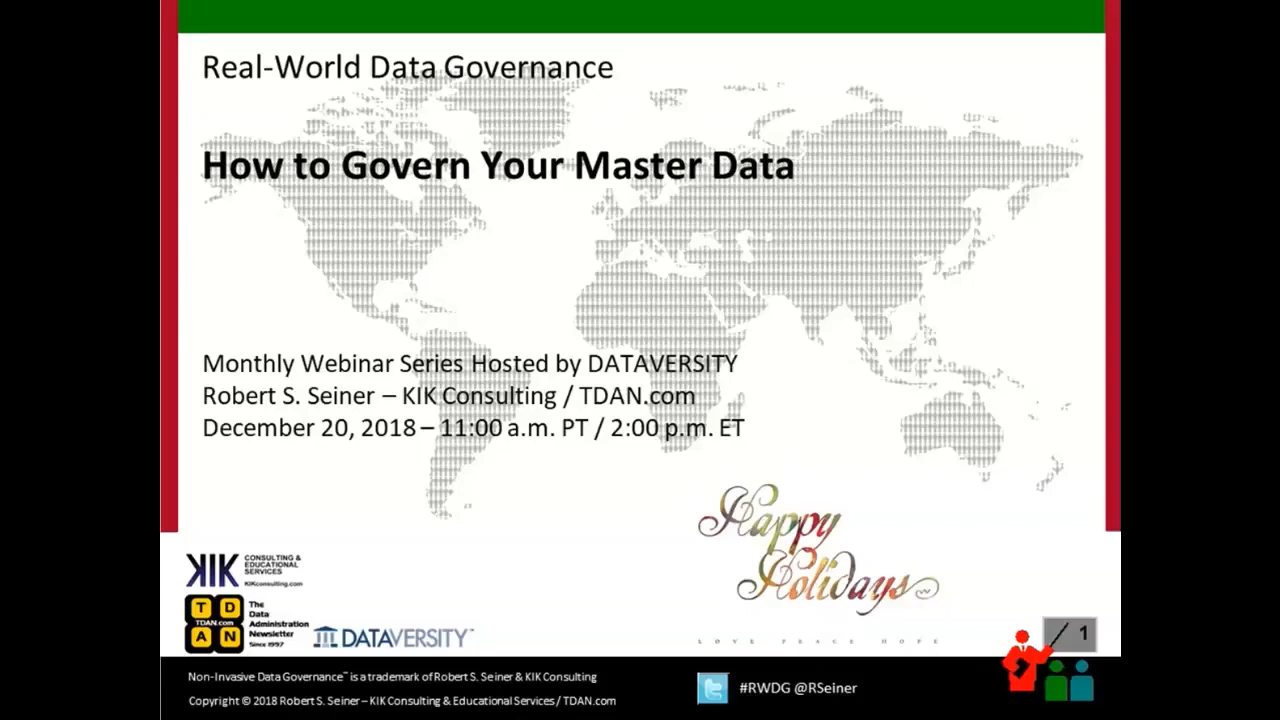 Real-World Data Governance
How to Govern Your Master Data
Monthly Webinar Series Hosted by DATAVERSITY
Robert S. Seiner – KIK Consulting / TDAN.com
December 20, 2018 – 11:00 a.m. PT / 2:00 p.m. ET
Happy
Holidays
LOVE PEACE HOPE
KIK CONSULTING &
EDUCATIONAL
SERVICES
KIKconsulting.com
T D
TDAN.com
A N
The
Data
Administration
Newsletter
Since 1997
DATAVERSITY™
1
Non-Invasive Data Governance™ is a trademark of Robert S. Seiner & KIK Consulting
Copyright © 2018 Robert S. Seiner – KIK Consulting & Educational Services / TDAN.com
#RWDG @RSeiner